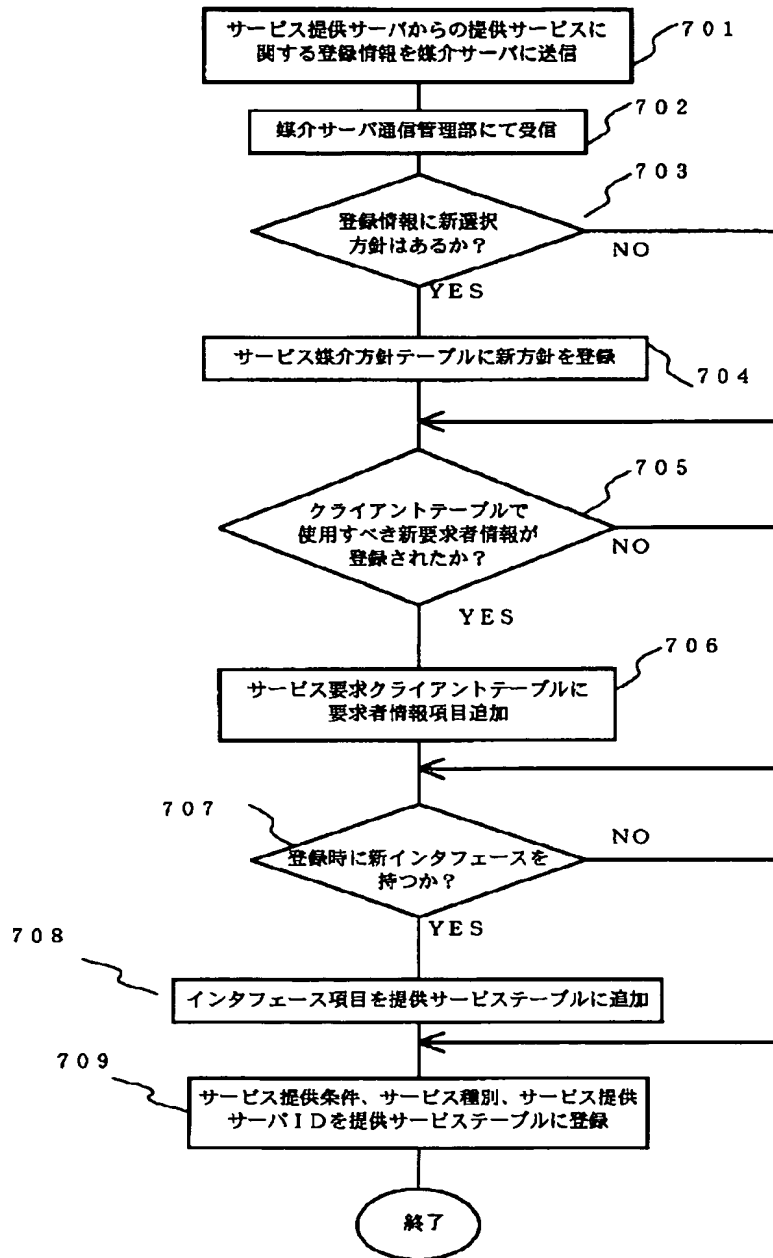 サービス提供サーバからの提供サービスに
関する登録情報を媒介サーバに送信
701
媒介サーバ通信管理部にて受信
702
703
登録情報に新選択
方針はあるか?
NO
YES
サービス媒介方針テーブルに新方針を登録
704
705
クライアントテーブルで
使用すべき新要求者情報が
登録されたか?
NO
YES
706
サービス要求クライアントテーブルに
要求者情報項目追加
707
登録時に新インタフェースを
持つか?
NO
YES
708
インタフェース項目を提供サービステーブルに追加
709
サービス提供条件、サービス種別、サービス提供
サーバIDを提供サービステーブルに登録
終了